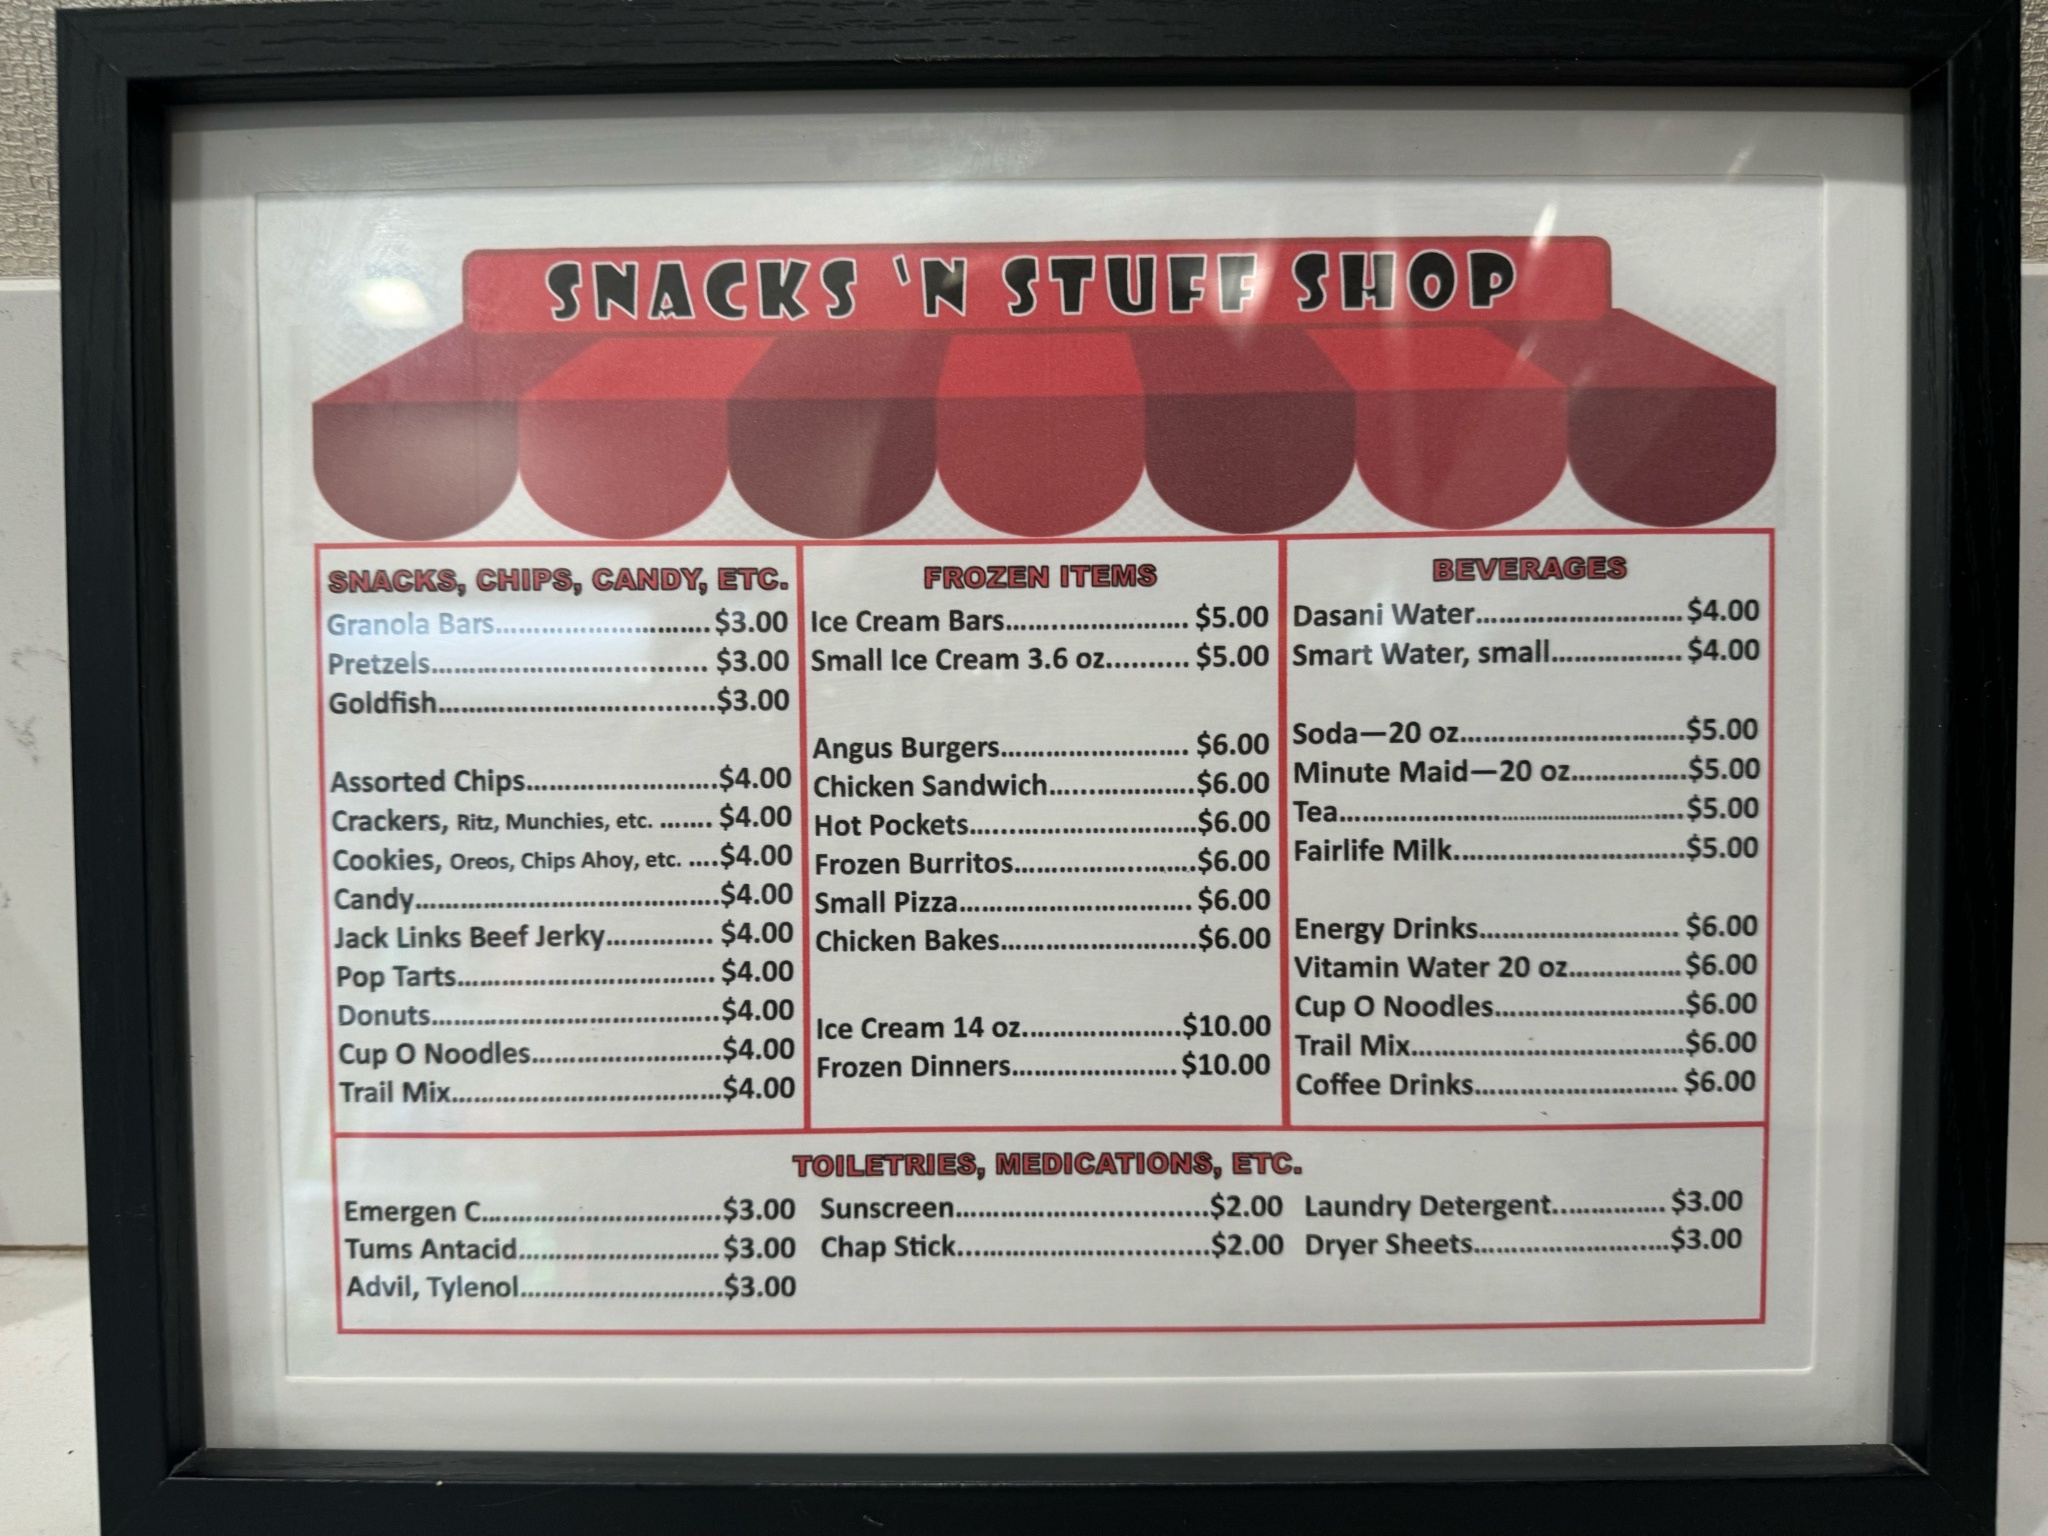 SNACKS 'N STUFF SHOP
SNACKS, CHIPS, CANDY, ETC.
Granola Bars............................$3.00
Pretzels.................................... $3.00
Goldfish....................................$3.00
Assorted Chips.........................$4.00
Crackers, Ritz, Munchies, etc. ....... $4.00
Cookies, Oreos, Chips Ahoy, etc. ....$4.00
Candy........................................$4.00
Jack Links Beef Jerky.............. $4.00
Pop Tarts.................................. $4.00
Donuts......................................$4.00
Cup O Noodles.........................$4.00
Trail Mix...................................$4.00
FROZEN ITEMS
Ice Cream Bars........................ $5.00
Small Ice Cream 3.6 oz.......... $5.00
Angus Burgers......................... $6.00
Chicken Sandwich...................$6.00
Hot Pockets..............................$6.00
Frozen Burritos........................$6.00
Small Pizza............................... $6.00
Chicken Bakes..........................$6.00
Ice Cream 14 oz.....................$10.00
Frozen Dinners......................$10.00
BEVERAGES
Dasani Water...........................$4.00
Smart Water, small.................$4.00
Soda—20 oz.............................$5.00
Minute Maid—20 oz...............$5.00
Tea.............................................$5.00
Fairlife Milk..............................$5.00
Energy Drinks.......................... $6.00
Vitamin Water 20 oz...............$6.00
Cup O Noodles.........................$6.00
Trail Mix....................................$6.00
Coffee Drinks........................... $6.00
TOILETRIES, MEDICATIONS, ETC.
Emergen C...............................$3.00
Tums Antacid.......................... $3.00
Advil, Tylenol...........................$3.00
Sunscreen.................................$2.00
Chap Stick.................................$2.00
Laundry Detergent............... $3.00
Dryer Sheets..........................$3.00